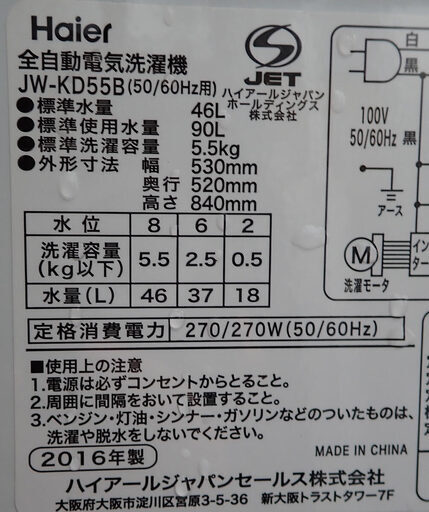 Haier
全自動電気洗濯機
JW-KD55B(50/60Hz用)
JET
ハイアールジャパン
ホールディングス
株式会社
●標準水量 46L
●標準使用水量 90L
●標準洗濯容量 5.5kg
●外形寸法 幅 530mm
奥行 520mm
高さ 840mm
水位 8 6 2
洗濯容量(kg以下) 5.5 2.5 0.5
水量(L) 46 37 18
定格消費電力 270/270W(50/60Hz)
白
黒
100V
50/60Hz
黒
アース
M
洗濯モータ
イン
ター
■使用上の注意
1.電源は必ずコンセントからとること。
2.周囲に間隔をおいて設置すること。
3.ベンジン・灯油・シンナー・ガソリンなどのついたものは、
洗濯や脱水をしないでください。
2016年製
MADE IN CHINA
ハイアールジャパンセールス株式会社
大阪府大阪市淀川区宮原3-5-36 新大阪トラストタワー7F